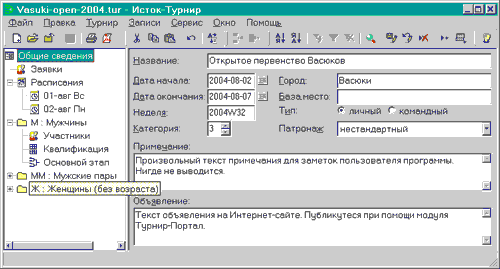 Vasuki-open-2004.tur - Исток-Турнир
Файл Правка Турнир Записи Сервис Окно Помощь
Общие сведения
Заявки
Расписания
01-авг Вс
02-авг Пн
М : Мужчины
Участники
Квалификация
Основной этап
ММ : Мужские пары
Ж : Женщины (без возраста)
Название: Открытое первенство Васюков
Дата начала: 2004-08-02 Город: Васюки
Дата окончания: 2004-08-07 База место:
Неделя: 2004W32 Тип: личный командный
Категория: 3 Патронаж: нестандартный
Примечание:
Произвольный текст примечания для заметок пользователя программы.
Нигде не выводится.
Объявление:
Текст объявления на Интернет-сайте. Публикутеся при помощи модуля
Турнир-Портал.